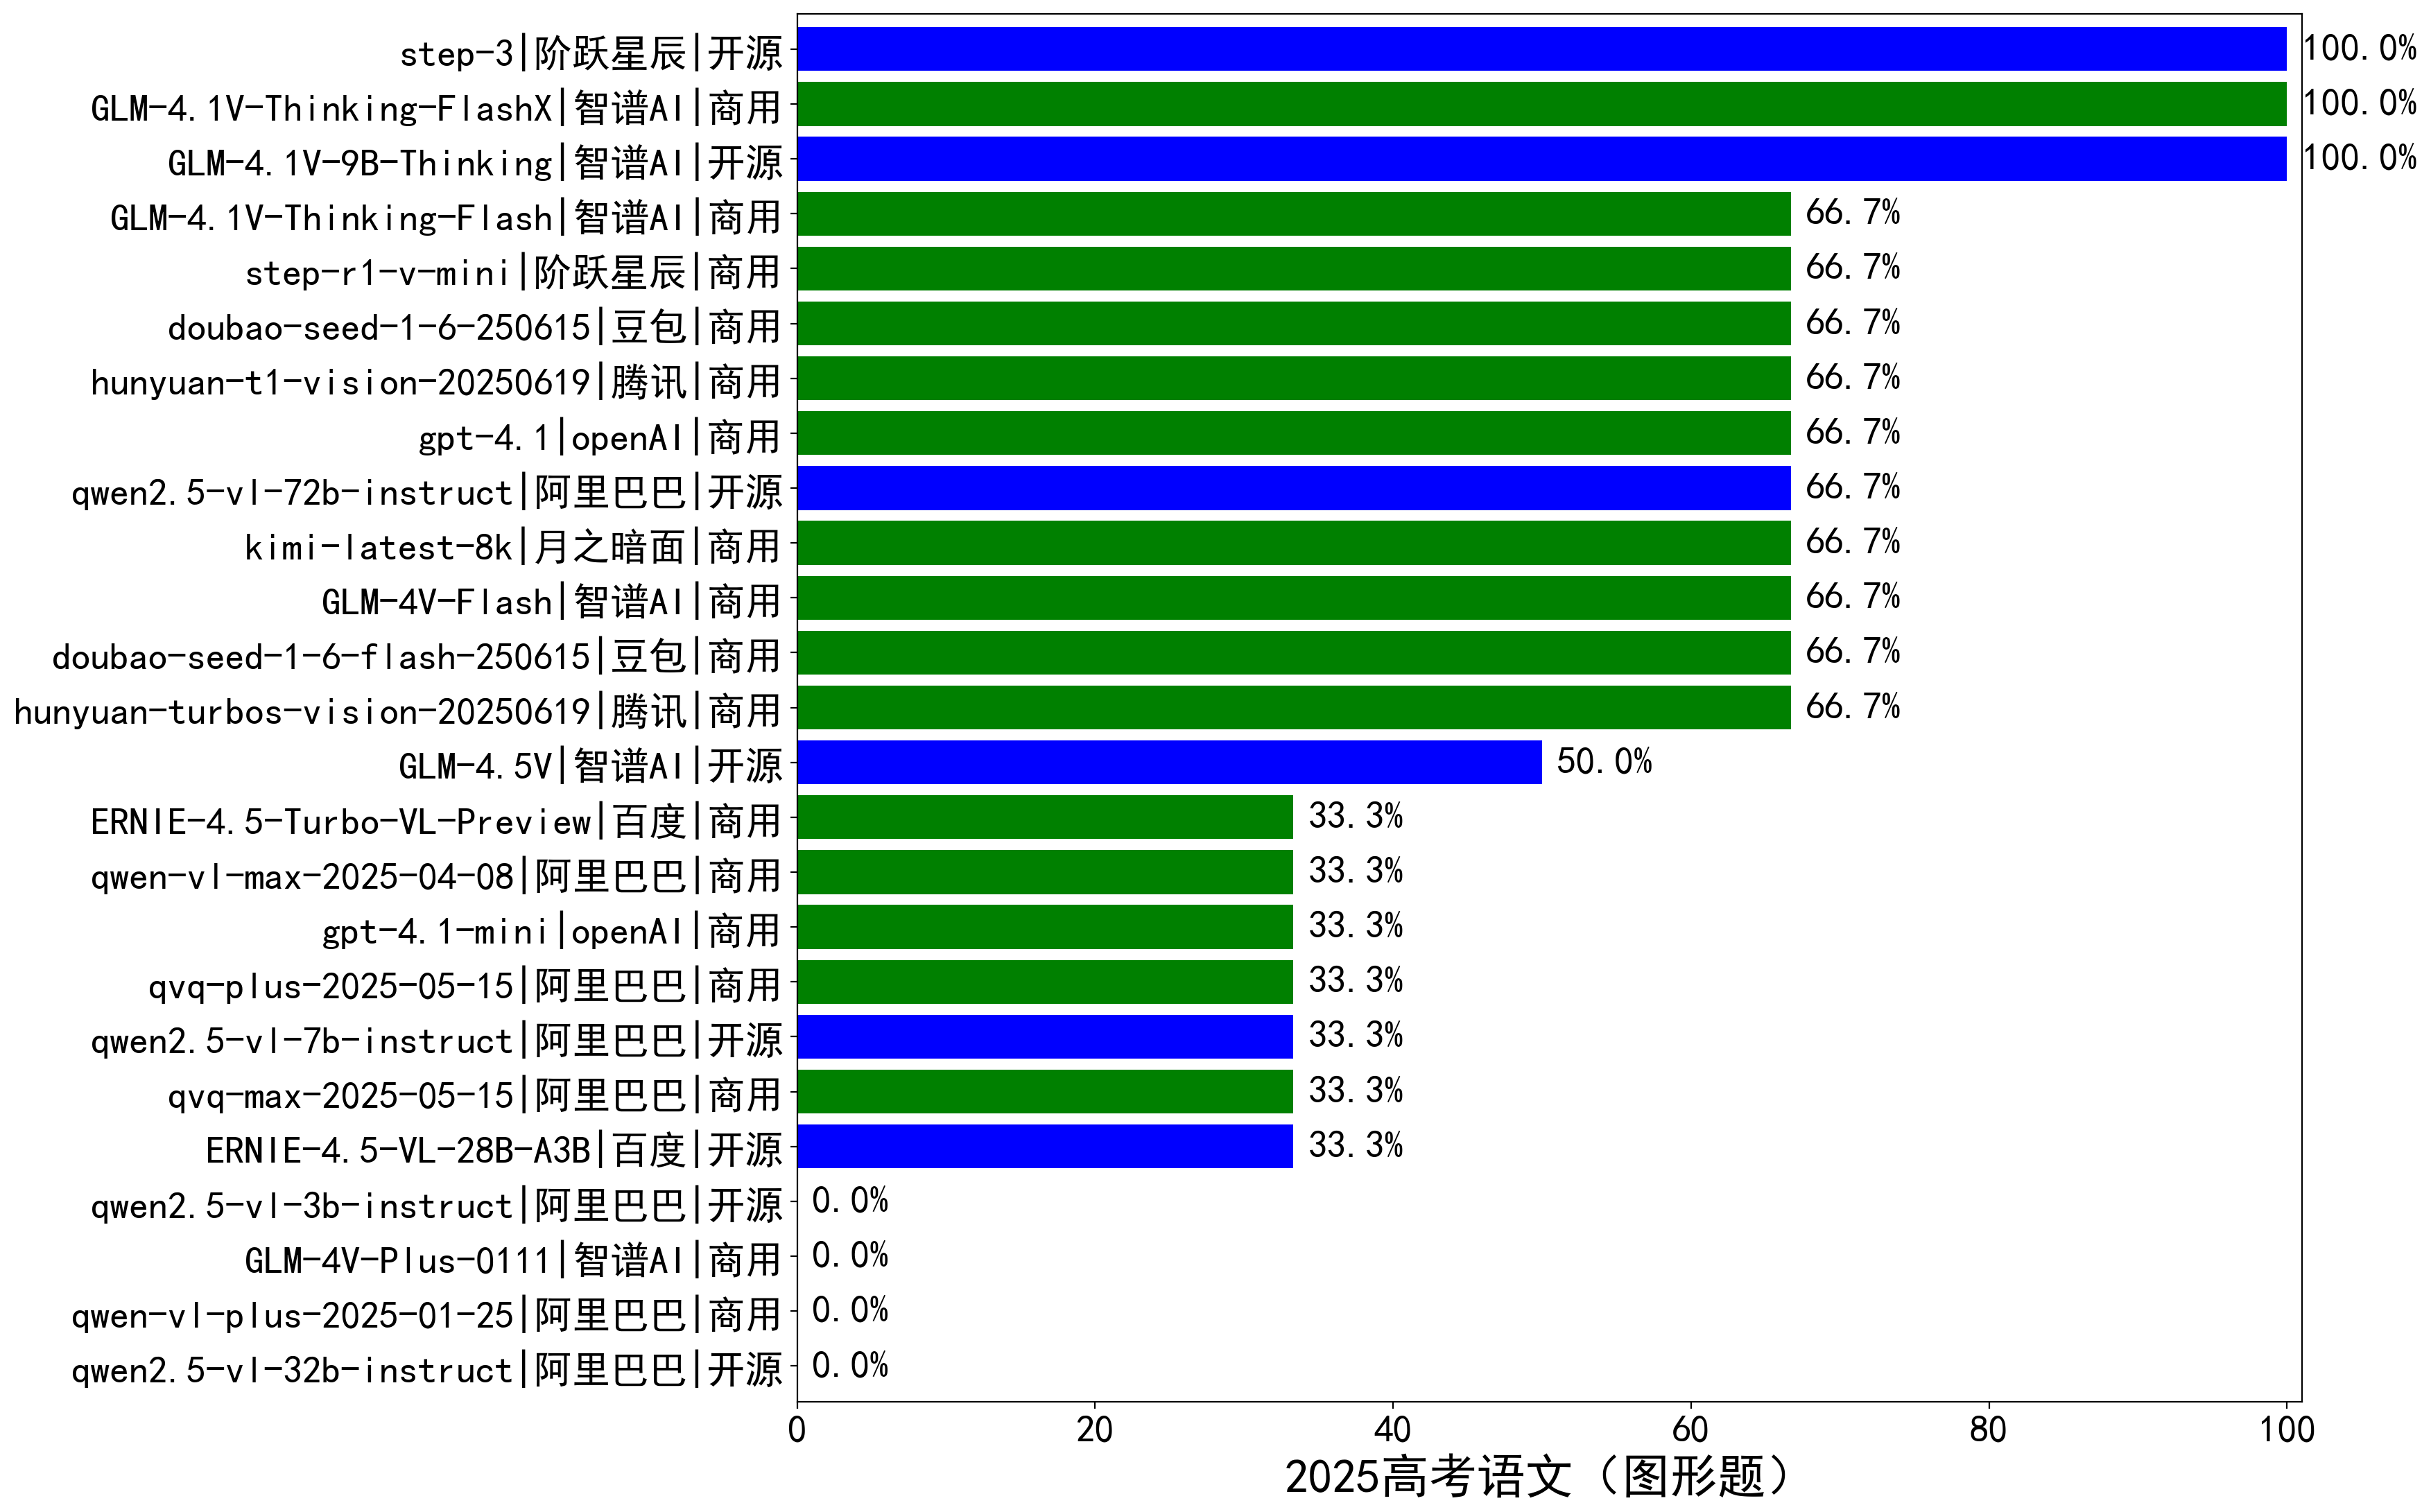 step-3|阶跃星辰|开源 100.0%
GLM-4.1V-Thinking-FlashX|智谱AI|商用 100.0%
GLM-4.1V-9B-Thinking|智谱AI|开源 100.0%
GLM-4.1V-Thinking-Flash|智谱AI|商用 66.7%
step-r1-v-mini|阶跃星辰|商用 66.7%
doubao-seed-1-6-250615|豆包|商用 66.7%
hunyuan-t1-vision-20250619|腾讯|商用 66.7%
gpt-4.1|openAI|商用 66.7%
qwen2.5-vl-72b-instruct|阿里巴巴|开源 66.7%
kimi-latest-8k|月之暗面|商用 66.7%
GLM-4V-Flash|智谱AI|商用 66.7%
doubao-seed-1-6-flash-250615|豆包|商用 66.7%
hunyuan-turbos-vision-20250619|腾讯|商用 66.7%
GLM-4.5V|智谱AI|开源 50.0%
ERNIE-4.5-Turbo-VL-Preview|百度|商用 33.3%
qwen-vl-max-2025-04-08|阿里巴巴|商用 33.3%
gpt-4.1-mini|openAI|商用 33.3%
qvq-plus-2025-05-15|阿里巴巴|商用 33.3%
qwen2.5-vl-7b-instruct|阿里巴巴|开源 33.3%
qvq-max-2025-05-15|阿里巴巴|商用 33.3%
ERNIE-4.5-VL-28B-A3B|百度|开源 33.3%
qwen2.5-vl-3b-instruct|阿里巴巴|开源 0.0%
GLM-4V-Plus-0111|智谱AI|商用 0.0%
qwen-vl-plus-2025-01-25|阿里巴巴|商用 0.0%
qwen2.5-vl-32b-instruct|阿里巴巴|开源 0.0%
0 20 40 60 80 100
2025高考语文（图形题）